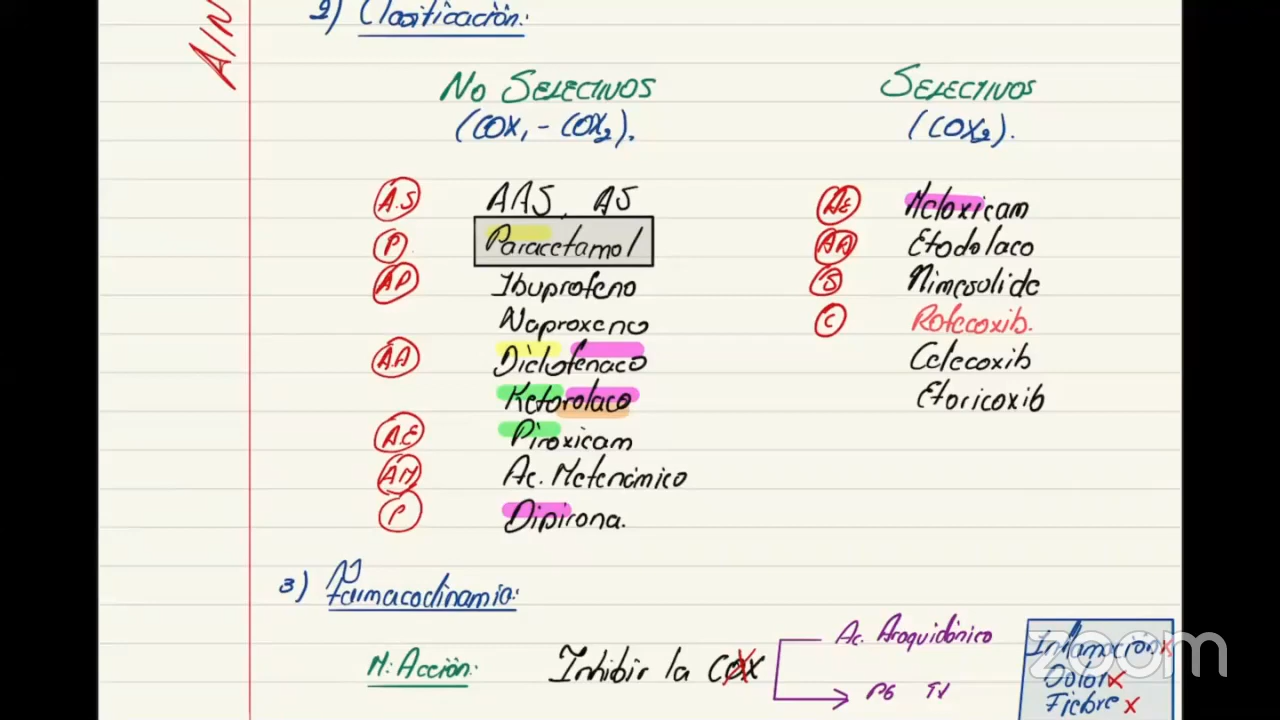 AIN
2) Clasificación:
No SELECTIVOS
(COX1 - COX2).
A.S AAS, AS
P Paracetamol
AP Ibuprofeno
Naproxeno
AA Diclofenaco
Ketorolaco
A.E Piroxicam
AM Ac. Mefenámico
P Dipirona.
SELECTIVOS
(COX2).
AE Meloxicam
AA Etodolaco
S Nimesulide
C Rofecoxib.
Celecoxib
Etoricoxib
3) Farmacodinamia:
M. Acción: Inhibir la COX
Ac. Araquidónico
PG TX
Inflamación x
Dolor x
Fiebre x
zoom